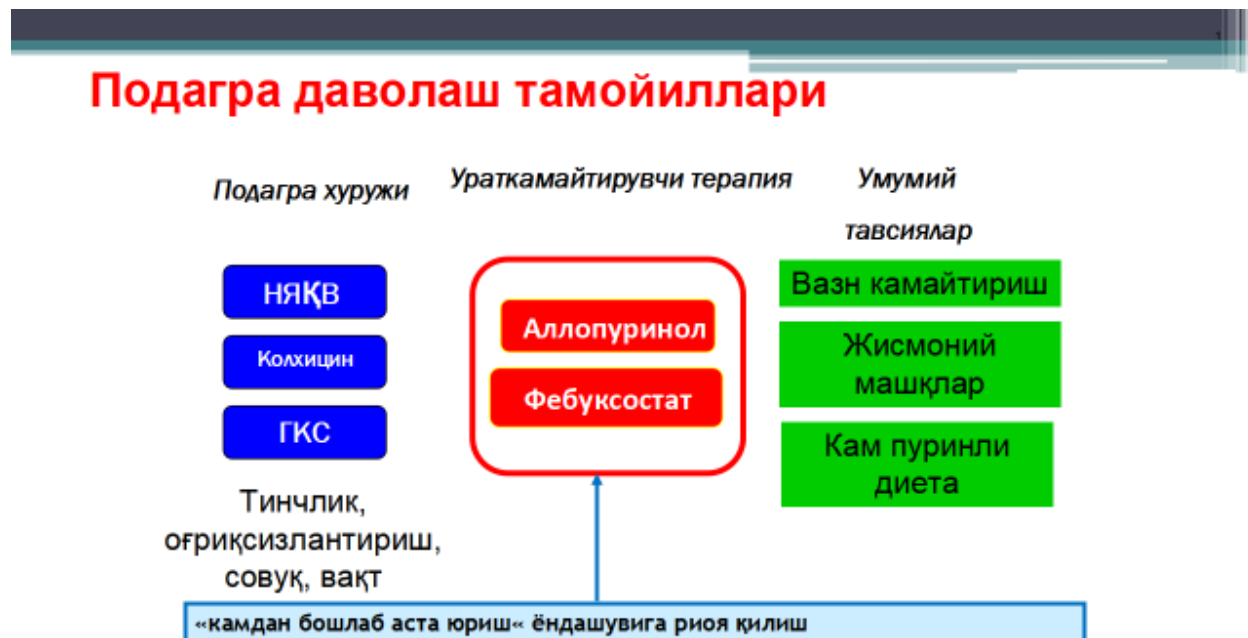 1
Подагра даволаш тамойиллари
Подагра хуружи
Ураткамайтирувчи терапия
Умумий
тавсиялар
НЯҚВ
Колхицин
ГКС
Тинчлик,
оғриқсизлантириш,
совуқ, вақт
Аллопуринол
Фебуксостат
Вазн камайтириш
Жисмоний
машқлар
Кам пуринли
диета
«камдан бошлаб аста юриш« ёндашувига риоя қилиш